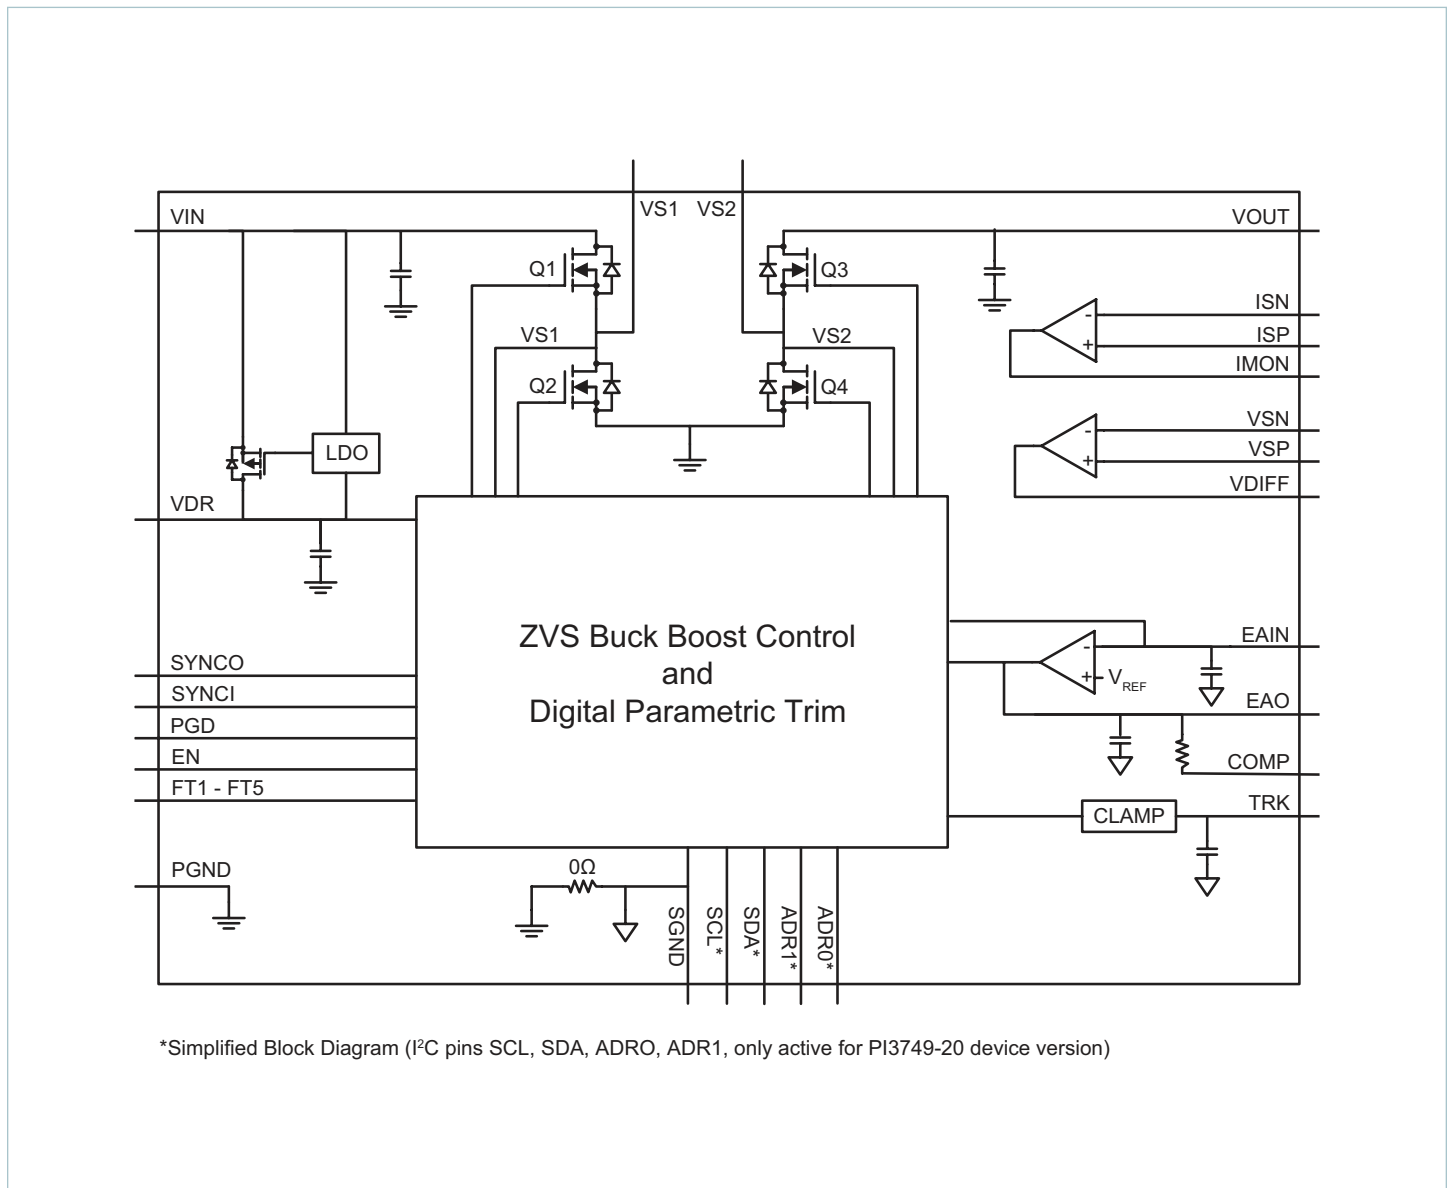 VS1 VS2
VIN
VOUT
Q1
Q3
ISN
ISP
IMON
VS1
VS2
Q2
Q4
VSN
VSP
VDIFF
LDO
VDR
ZVS Buck Boost Control
and
Digital Parametric Trim
SYNCO
SYNCI
PGD
EN
FT1 - FT5
PGND
-
+
-
+
-
+
VREF
EAIN
EAO
COMP
TRK
CLAMP
0Ω
SGND
SCL*
SDA*
ADR1*
ADR0*
*Simplified Block Diagram (I²C pins SCL, SDA, ADRO, ADR1, only active for PI3749-20 device version)